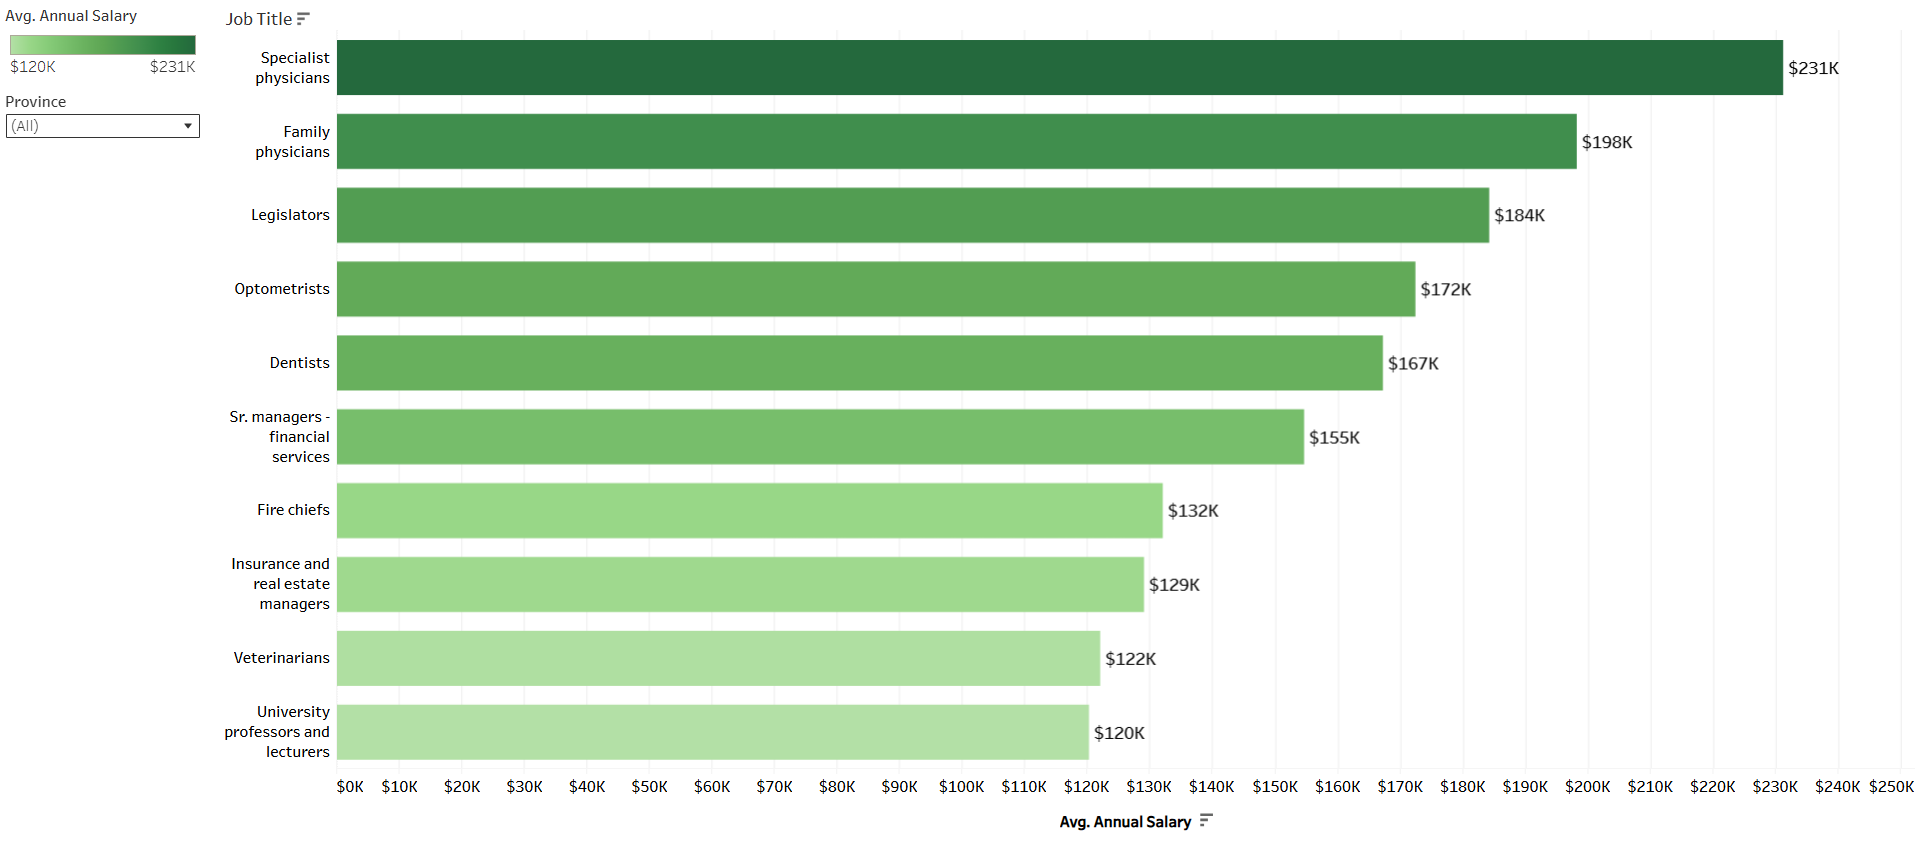 Avg. Annual Salary
$120K $231K
Province
(All)
Job Title
Specialist
physicians
$231K
Family
physicians
$198K
Legislators
$184K
Optometrists
$172K
Dentists
$167K
Sr. managers -
financial
services
$155K
Fire chiefs
$132K
Insurance and
real estate
managers
$129K
Veterinarians
$122K
University
professors and
lecturers
$120K
$0K $10K $20K $30K $40K $50K $60K $70K $80K $90K $100K $110K $120K $130K $140K $150K $160K $170K $180K $190K $200K $210K $220K $230K $240K $250K
Avg. Annual Salary